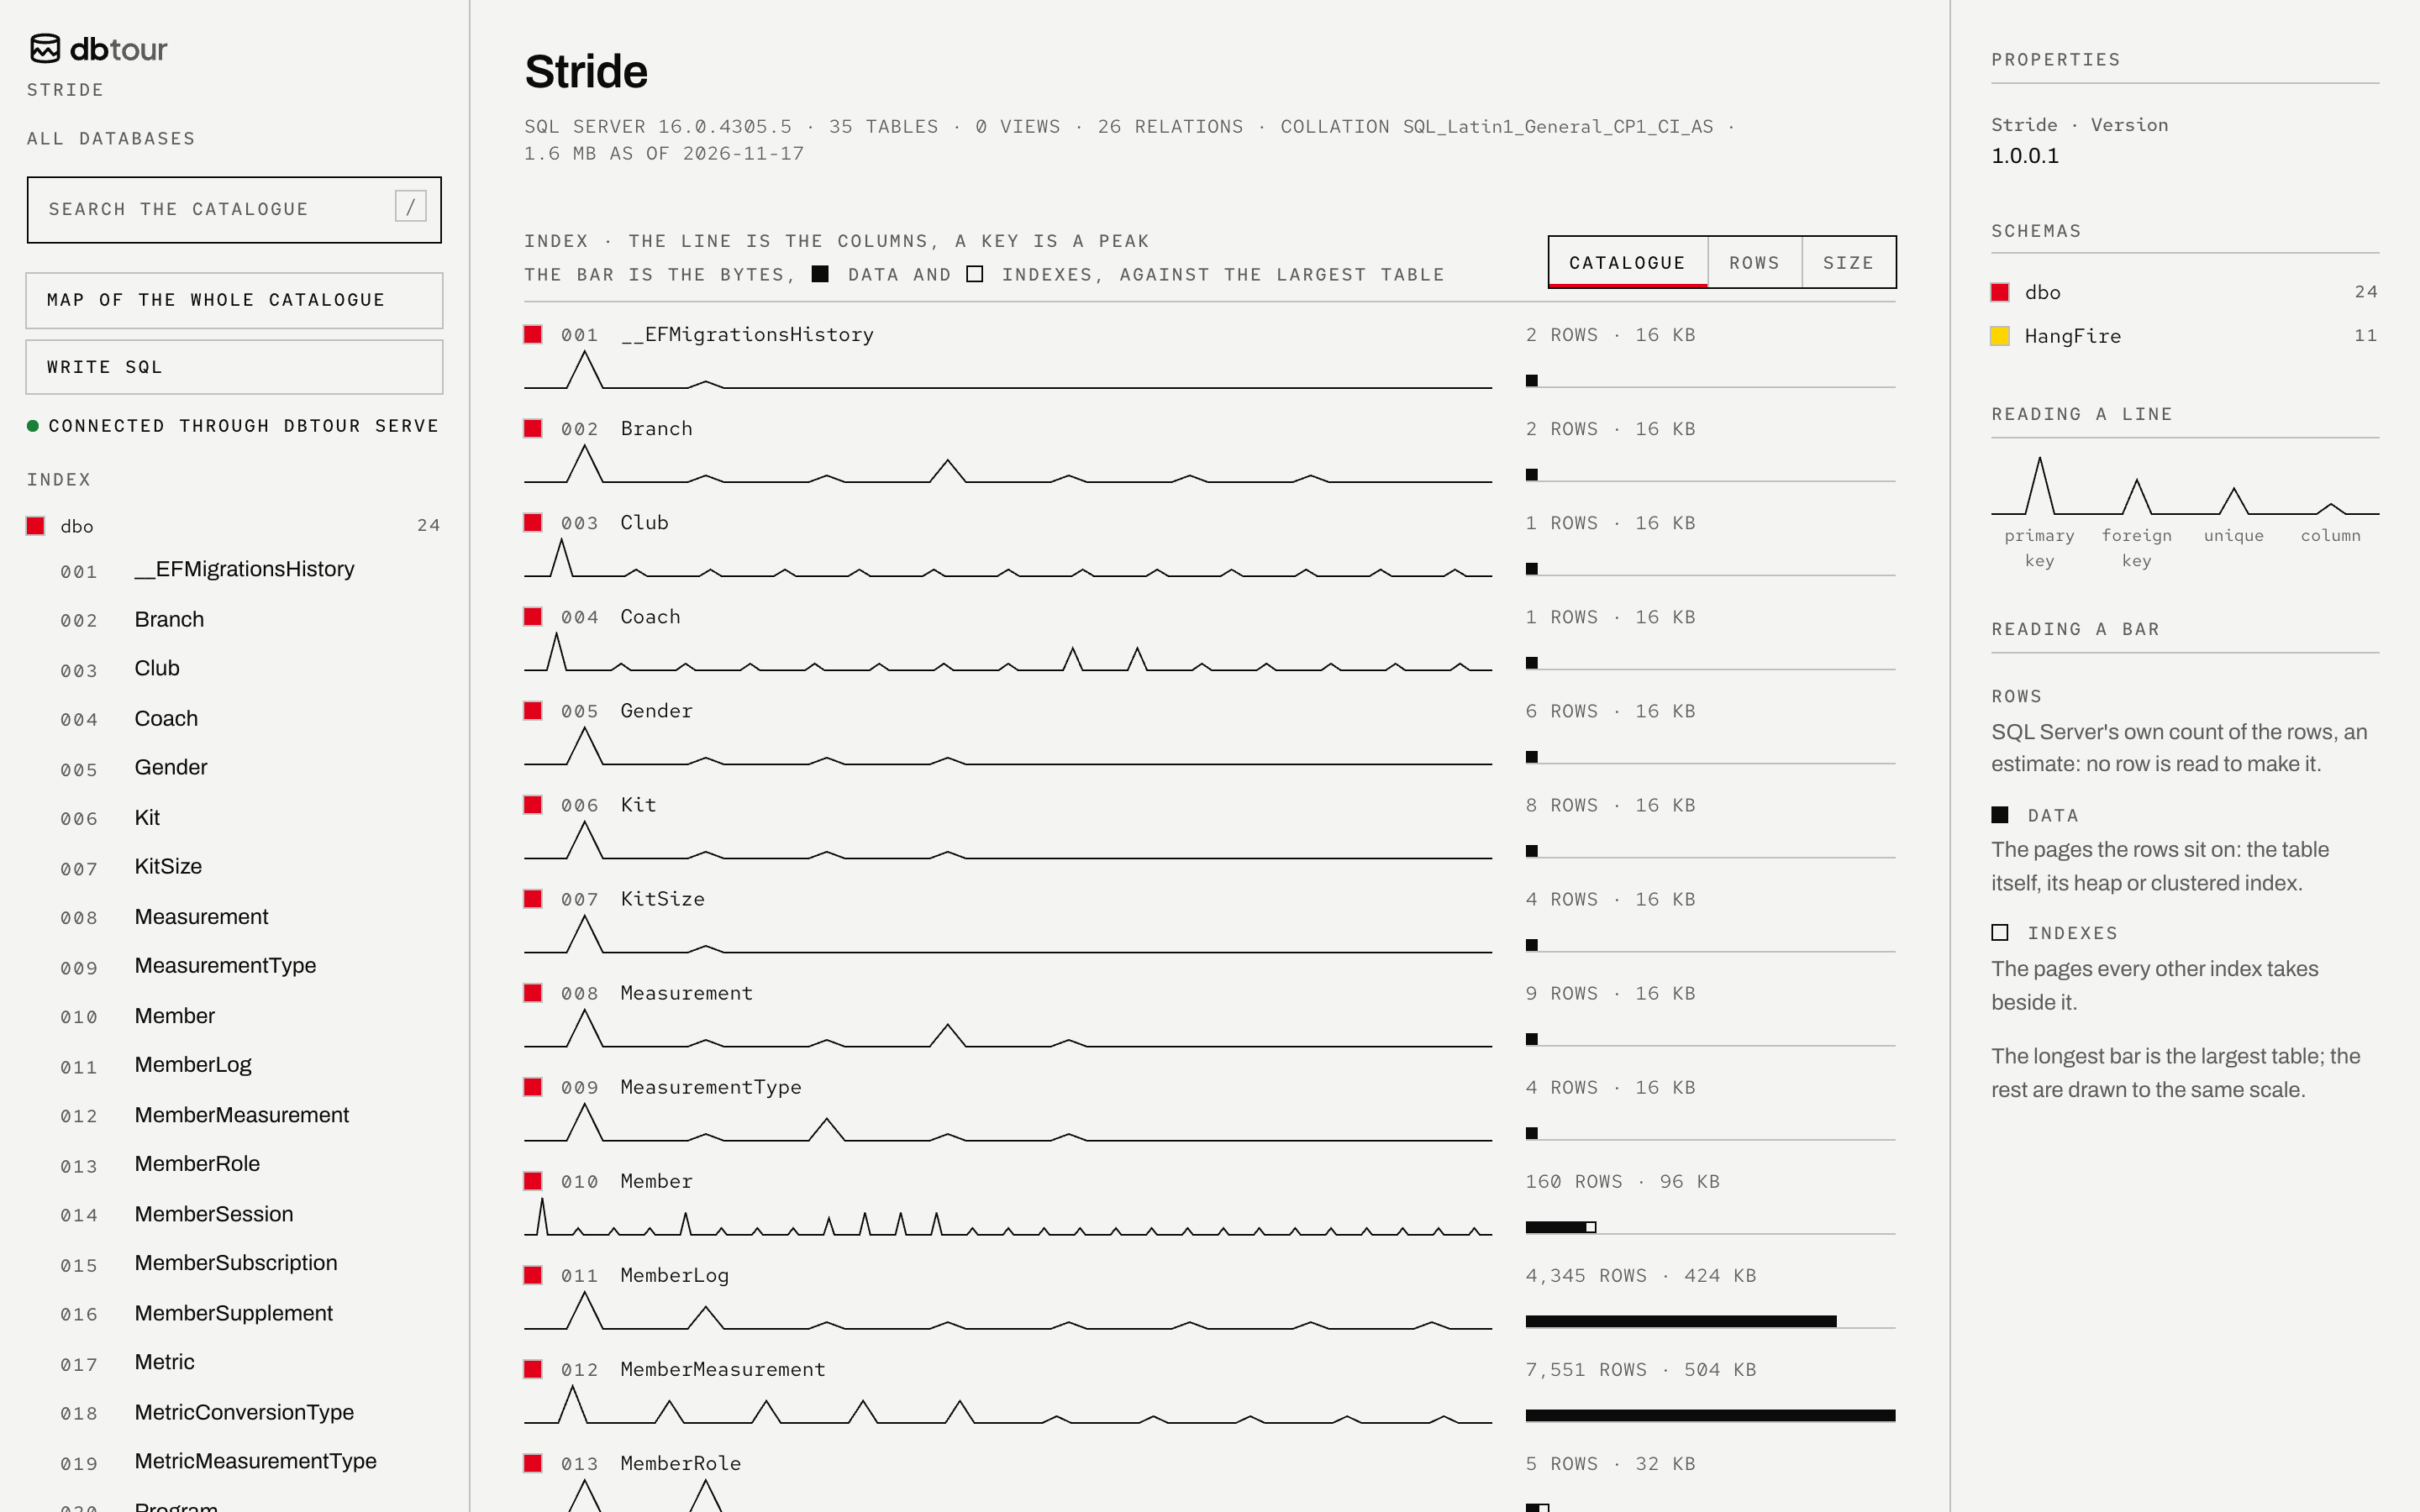 dbtour
STRIDE
ALL DATABASES
SEARCH THE CATALOGUE /
MAP OF THE WHOLE CATALOGUE
WRITE SQL
CONNECTED THROUGH DBTOUR SERVE
INDEX
dbo 24
001 __EFMigrationsHistory
002 Branch
003 Club
004 Coach
005 Gender
006 Kit
007 KitSize
008 Measurement
009 MeasurementType
010 Member
011 MemberLog
012 MemberMeasurement
013 MemberRole
014 MemberSession
015 MemberSubscription
016 MemberSupplement
017 Metric
018 MetricConversionType
019 MetricMeasurementType
020 Program
Stride
SQL SERVER 16.0.4305.5 · 35 TABLES · 0 VIEWS · 26 RELATIONS · COLLATION SQL_Latin1_General_CP1_CI_AS ·
1.6 MB AS OF 2026-11-17
INDEX · THE LINE IS THE COLUMNS, A KEY IS A PEAK
THE BAR IS THE BYTES, DATA AND INDEXES, AGAINST THE LARGEST TABLE
CATALOGUE ROWS SIZE
001 __EFMigrationsHistory 2 ROWS · 16 KB
002 Branch 2 ROWS · 16 KB
003 Club 1 ROWS · 16 KB
004 Coach 1 ROWS · 16 KB
005 Gender 6 ROWS · 16 KB
006 Kit 8 ROWS · 16 KB
007 KitSize 4 ROWS · 16 KB
008 Measurement 9 ROWS · 16 KB
009 MeasurementType 4 ROWS · 16 KB
010 Member 160 ROWS · 96 KB
011 MemberLog 4,345 ROWS · 424 KB
012 MemberMeasurement 7,551 ROWS · 504 KB
013 MemberRole 5 ROWS · 32 KB
PROPERTIES
Stride · Version
1.0.0.1
SCHEMAS
dbo 24
HangFire 11
READING A LINE
primary key
foreign key
unique
column
READING A BAR
ROWS
SQL Server's own count of the rows, an
estimate: no row is read to make it.
DATA
The pages the rows sit on: the table
itself, its heap or clustered index.
INDEXES
The pages every other index takes
beside it.
The longest bar is the largest table; the
rest are drawn to the same scale.